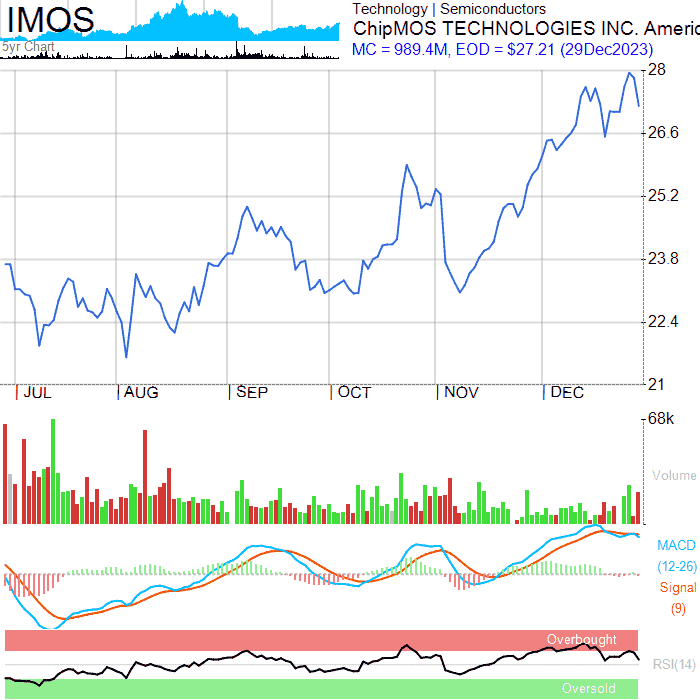 IMOS
5yr Chart
Technology | Semiconductors
ChipMOS TECHNOLOGIES INC. Americ
MC = 989.4M, EOD = $27.21 (29Dec2023)
28
26.6
25.2
23.8
22.4
21
JUL AUG SEP OCT NOV DEC
68k
Volume
MACD
(12-26)
Signal
(9)
Overbought
RSI(14)
Oversold